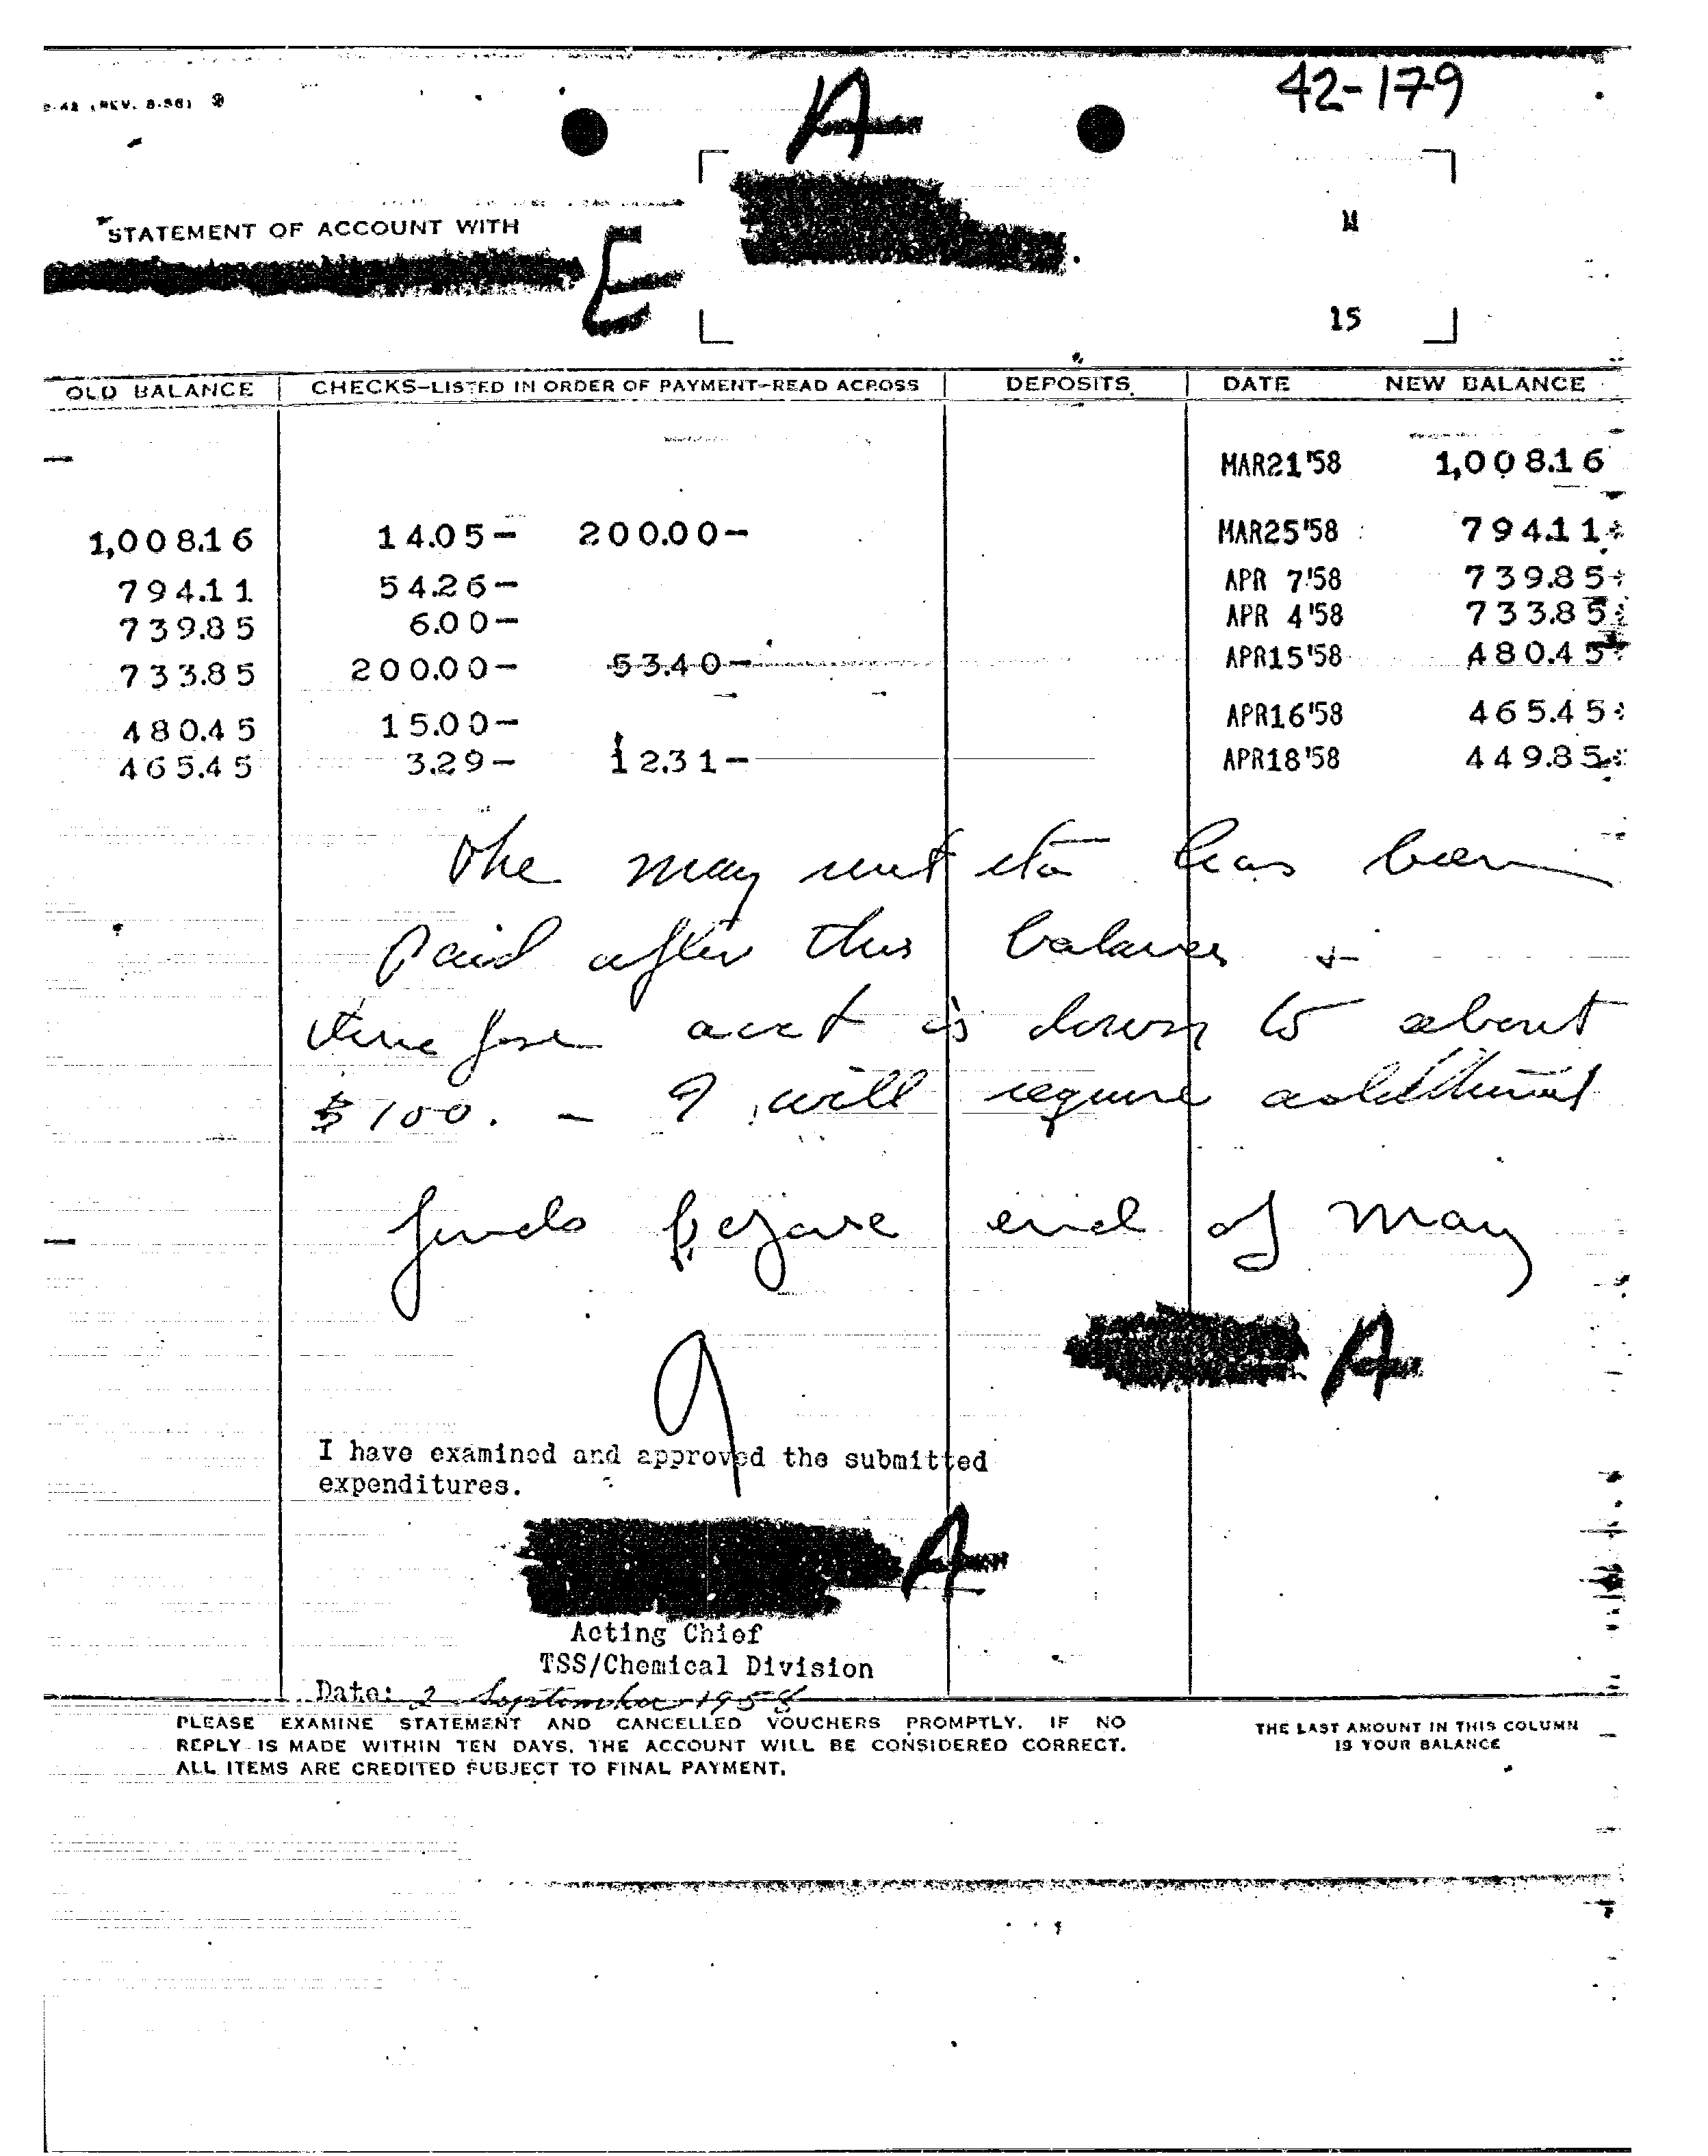 42-179
(REV. 8-56)
A
STATEMENT OF ACCOUNT WITH
E
M
15
OLD BALANCE CHECKS-LISTED IN ORDER OF PAYMENT-READ ACROSS DEPOSITS DATE NEW BALANCE
MAR21'58 1,008.16
1,008.16 14.05- 200.00- MAR25'58 794.11
794.11 54.26- APR 7'58 739.85
739.85 6.00- APR 4'58 733.85
733.85 200.00- 53.40- APR15'58 480.45
480.45 15.00- APR16'58 465.45
465.45 3.29- 12.31- APR18'58 449.85
The may rent etc has been
paid after this balance +
therefore acct is down to about
$100. - I will require additional
funds before end of May
A
I have examined and approved the submitted
expenditures.
A
Acting Chief
TSS/Chemical Division
Date: 2 September 1958
PLEASE EXAMINE STATEMENT AND CANCELLED VOUCHERS PROMPTLY. IF NO
REPLY IS MADE WITHIN TEN DAYS, THE ACCOUNT WILL BE CONSIDERED CORRECT.
ALL ITEMS ARE CREDITED SUBJECT TO FINAL PAYMENT.
THE LAST AMOUNT IN THIS COLUMN
IS YOUR BALANCE